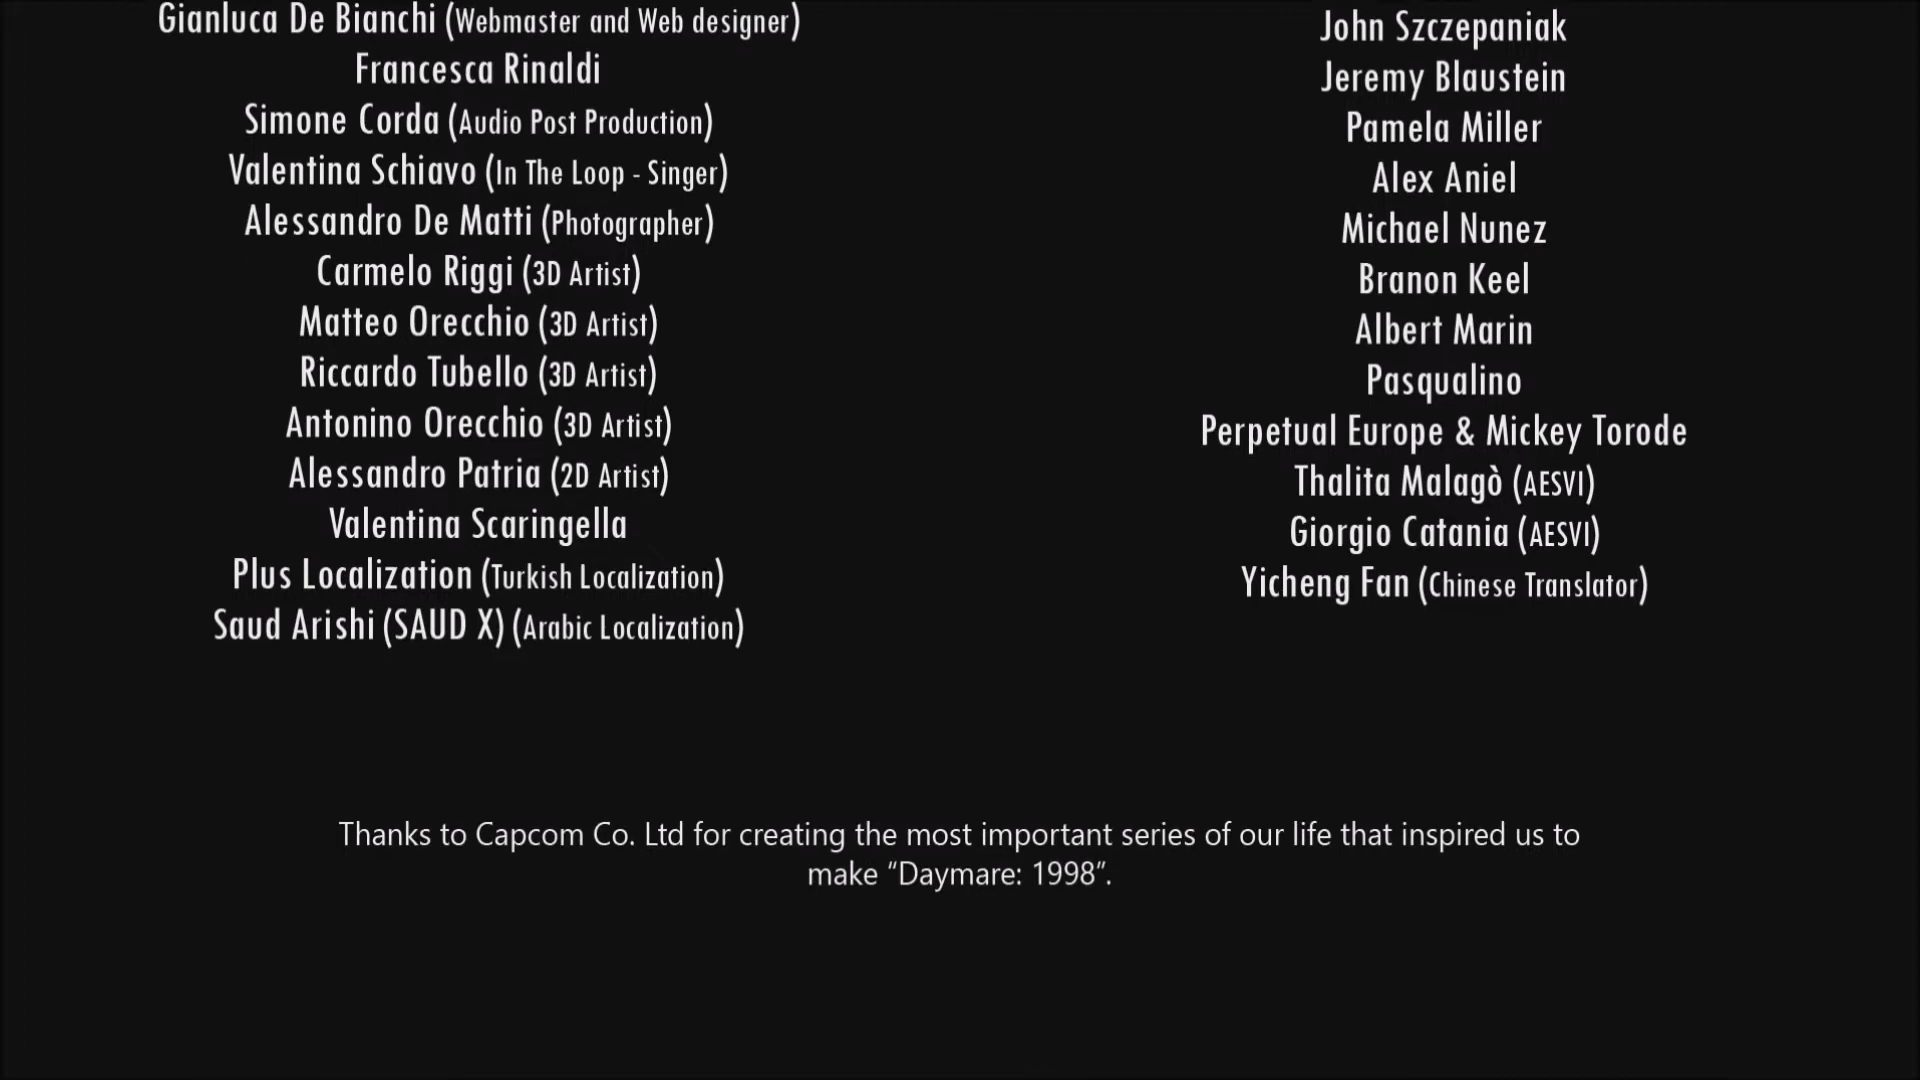 Gianluca De Bianchi (Webmaster and Web designer)
Francesca Rinaldi
Simone Corda (Audio Post Production)
Valentina Schiavo (In The Loop - Singer)
Alessandro De Matti (Photographer)
Carmelo Riggi (3D Artist)
Matteo Orecchio (3D Artist)
Riccardo Tubello (3D Artist)
Antonino Orecchio (3D Artist)
Alessandro Patria (2D Artist)
Valentina Scaringella
Plus Localization (Turkish Localization)
Saud Arishi (SAUD X) (Arabic Localization)
John Szczepaniak
Jeremy Blaustein
Pamela Miller
Alex Aniel
Michael Nunez
Branon Keel
Albert Marin
Pasqualino
Perpetual Europe & Mickey Torode
Thalita Malagò (AESVI)
Giorgio Catania (AESVI)
Yicheng Fan (Chinese Translator)
Thanks to Capcom Co. Ltd for creating the most important series of our life that inspired us to
make “Daymare: 1998”.